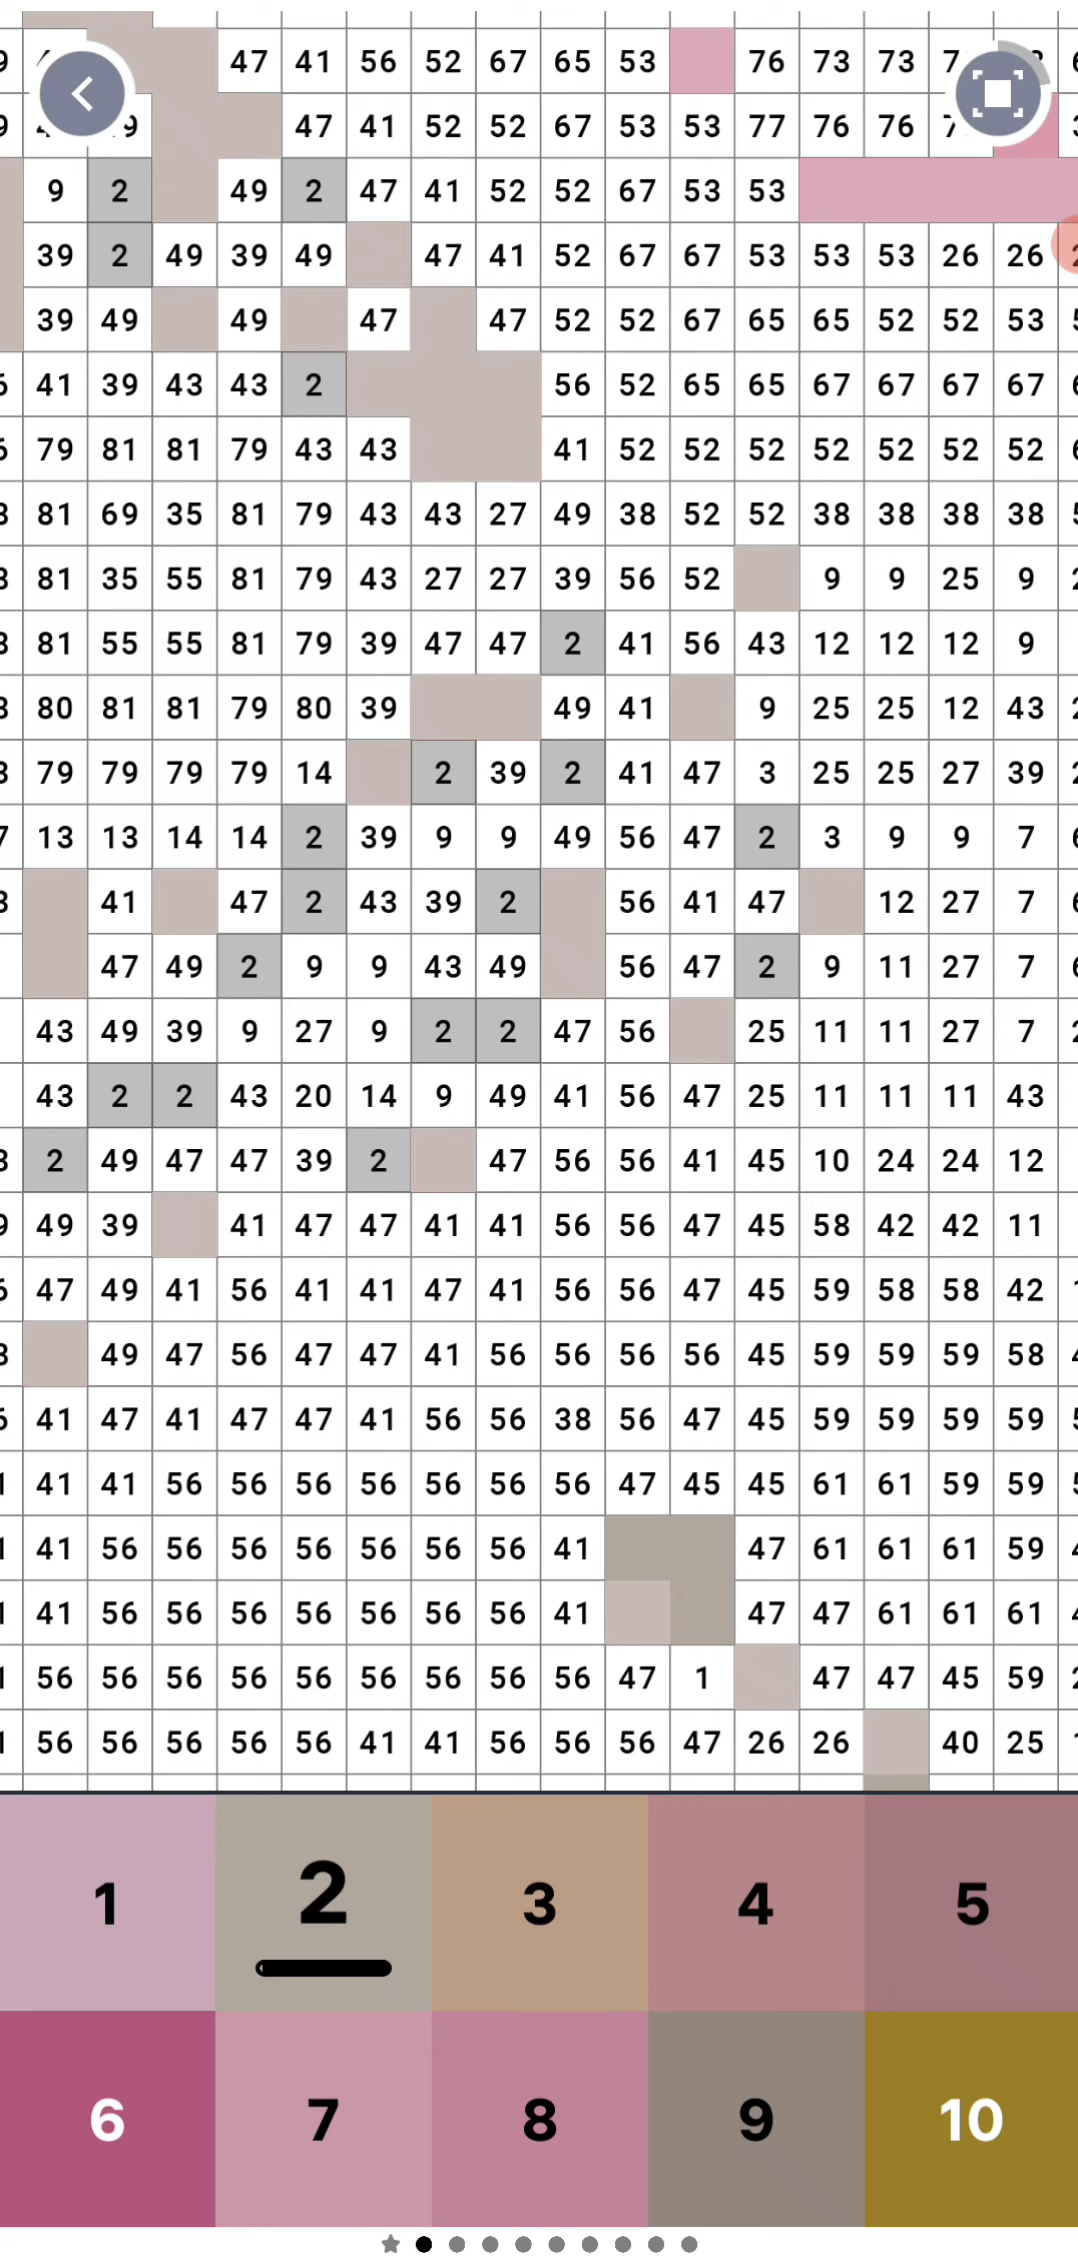 47 41 56 52 67 65 53 76 73 73
47 41 52 52 67 53 53 77 76 76
9 2 49 2 47 41 52 52 67 53 53
39 2 49 39 49 47 41 52 67 67 53 53 53 26 26
39 49 49 47 47 52 52 67 65 65 52 52 53
41 39 43 43 2 56 52 65 65 67 67 67 67
79 81 81 79 43 43 41 52 52 52 52 52 52 52
81 69 35 81 79 43 43 27 49 38 52 52 38 38 38 38
81 35 55 81 79 43 27 27 39 56 52 9 9 25 9
81 55 55 81 79 39 47 47 2 41 56 43 12 12 12 9
80 81 81 79 80 39 49 41 9 25 25 12 43
79 79 79 79 14 2 39 2 41 47 3 25 25 27 39
13 13 14 14 2 39 9 9 49 56 47 2 3 9 9 7
41 47 2 43 39 2 56 41 47 12 27 7
47 49 2 9 9 43 49 56 47 2 9 11 27 7
43 49 39 9 27 9 2 2 47 56 25 11 11 27 7
43 2 2 43 20 14 9 49 41 56 47 25 11 11 11 43
2 49 47 47 39 2 47 56 56 41 45 10 24 24 12
49 39 41 47 47 41 41 56 56 47 45 58 42 42 11
47 49 41 56 41 41 47 41 56 56 47 45 59 58 58 42
49 47 56 47 47 41 56 56 56 56 45 59 59 59 58
41 47 41 47 47 41 56 56 38 56 47 45 59 59 59 59
41 41 56 56 56 56 56 56 56 47 45 45 61 61 59 59
41 56 56 56 56 56 56 56 41 47 61 61 61 59
41 56 56 56 56 56 56 56 41 47 47 61 61 61
56 56 56 56 56 56 56 56 56 47 1 47 47 45 59
56 56 56 56 56 41 41 56 56 56 47 26 26 40 25
1 2 3 4 5
6 7 8 9 10